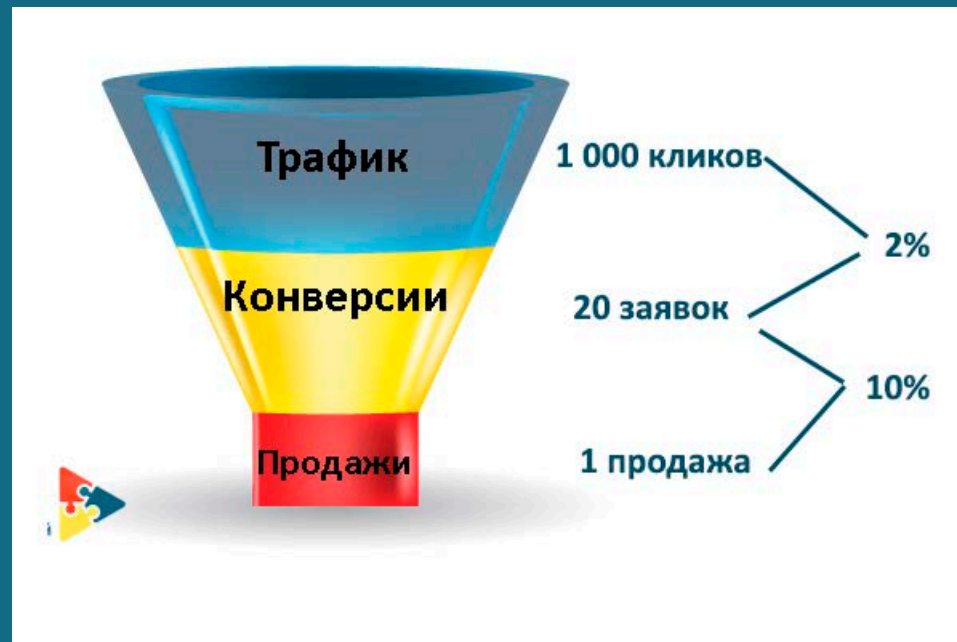 Трафик
1 000 кликов
2%
Конверсии
20 заявок
10%
Продажи
1 продажа